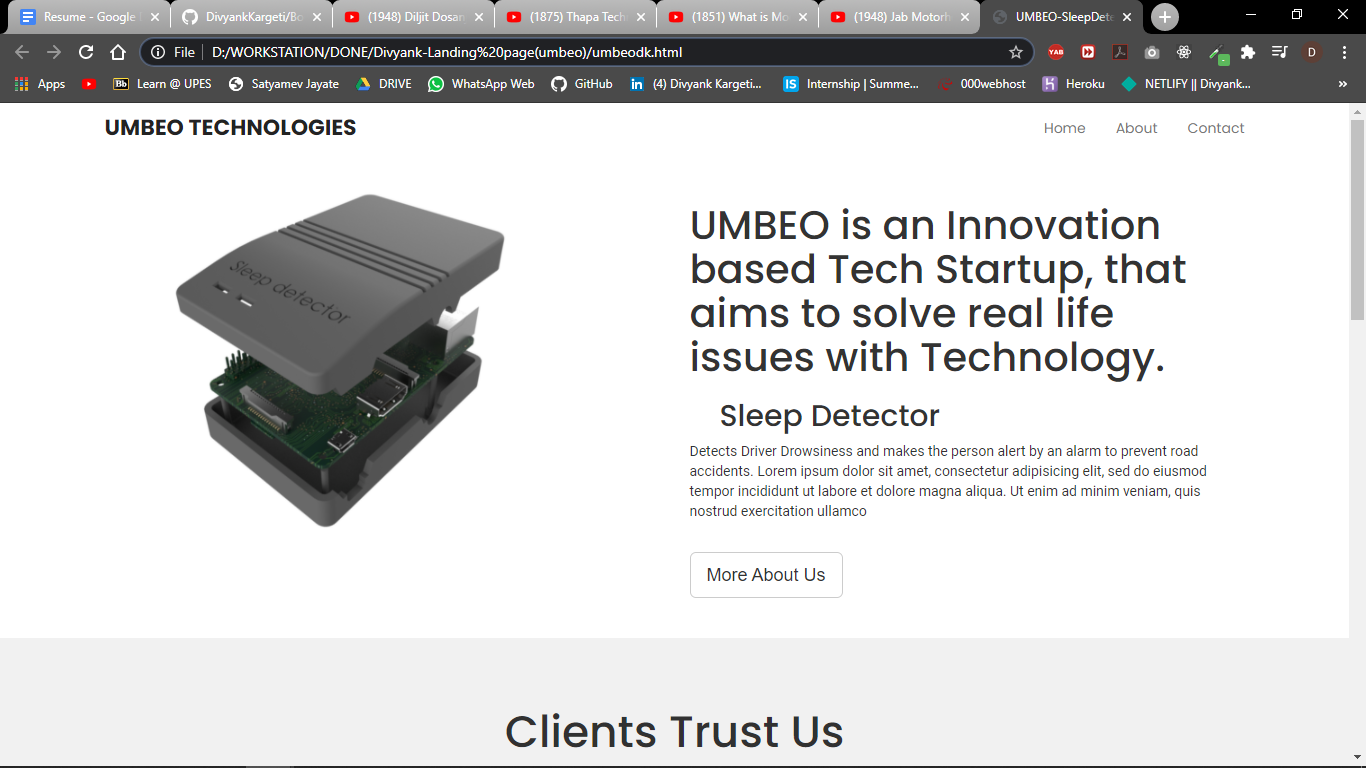 Resume - Google
DivyankKargeti/Bo
(1948) Diljit Dosan
(1875) Thapa Tech
(1851) What is Mo
(1948) Jab Motorh
UMBEO-SleepDete
File
D:/WORKSTATION/DONE/Divyank-Landing%20page(umbeo)/umbeodk.html
YAB
D
Apps
Bb
Learn @ UPES
Satyamev Jayate
DRIVE
WhatsApp Web
GitHub
in
(4) Divyank Kargeti...
IS
Internship | Summe...
000webhost
Heroku
NETLIFY || Divyank...
»
UMBEO TECHNOLOGIES
Home
About
Contact
Sleep detector
UMBEO is an Innovation
based Tech Startup, that
aims to solve real life
issues with Technology.
Sleep Detector
Detects Driver Drowsiness and makes the person alert by an alarm to prevent road
accidents. Lorem ipsum dolor sit amet, consectetur adipisicing elit, sed do eiusmod
tempor incididunt ut labore et dolore magna aliqua. Ut enim ad minim veniam, quis
nostrud exercitation ullamco
More About Us
Clients Trust Us